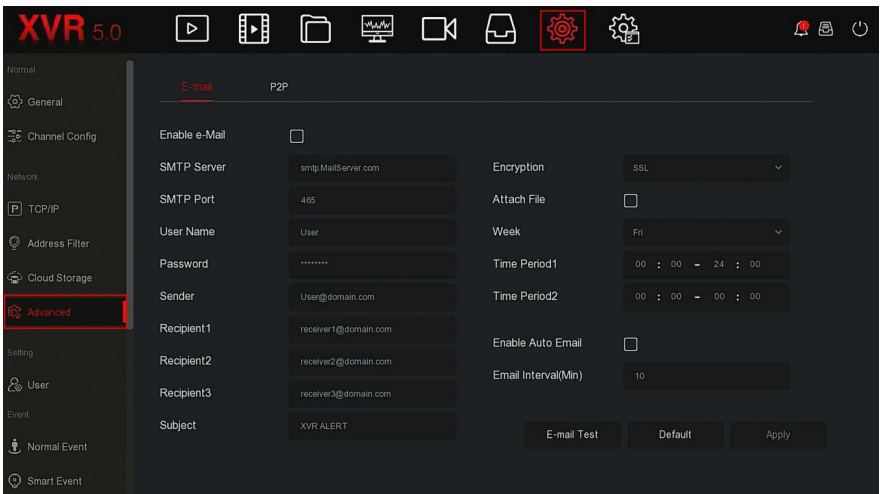 XVR 5.0
Normal
General
Channel Config
Network
TCP/IP
Address Filter
Cloud Storage
Advanced
Setting
User
Event
Normal Event
Smart Event
E-mail P2P
Enable e-Mail
SMTP Server smtp.MailServer.com Encryption SSL
SMTP Port 465 Attach File
User Name User Week Fri
Password ******** Time Period1 00 : 00 - 24 : 00
Sender User@domain.com Time Period2 00 : 00 - 00 : 00
Recipient1 receiver1@domain.com
Enable Auto Email
Recipient2 receiver2@domain.com
Email Interval(Min) 10
Recipient3 receiver3@domain.com
Subject XVR ALERT
E-mail Test Default Apply